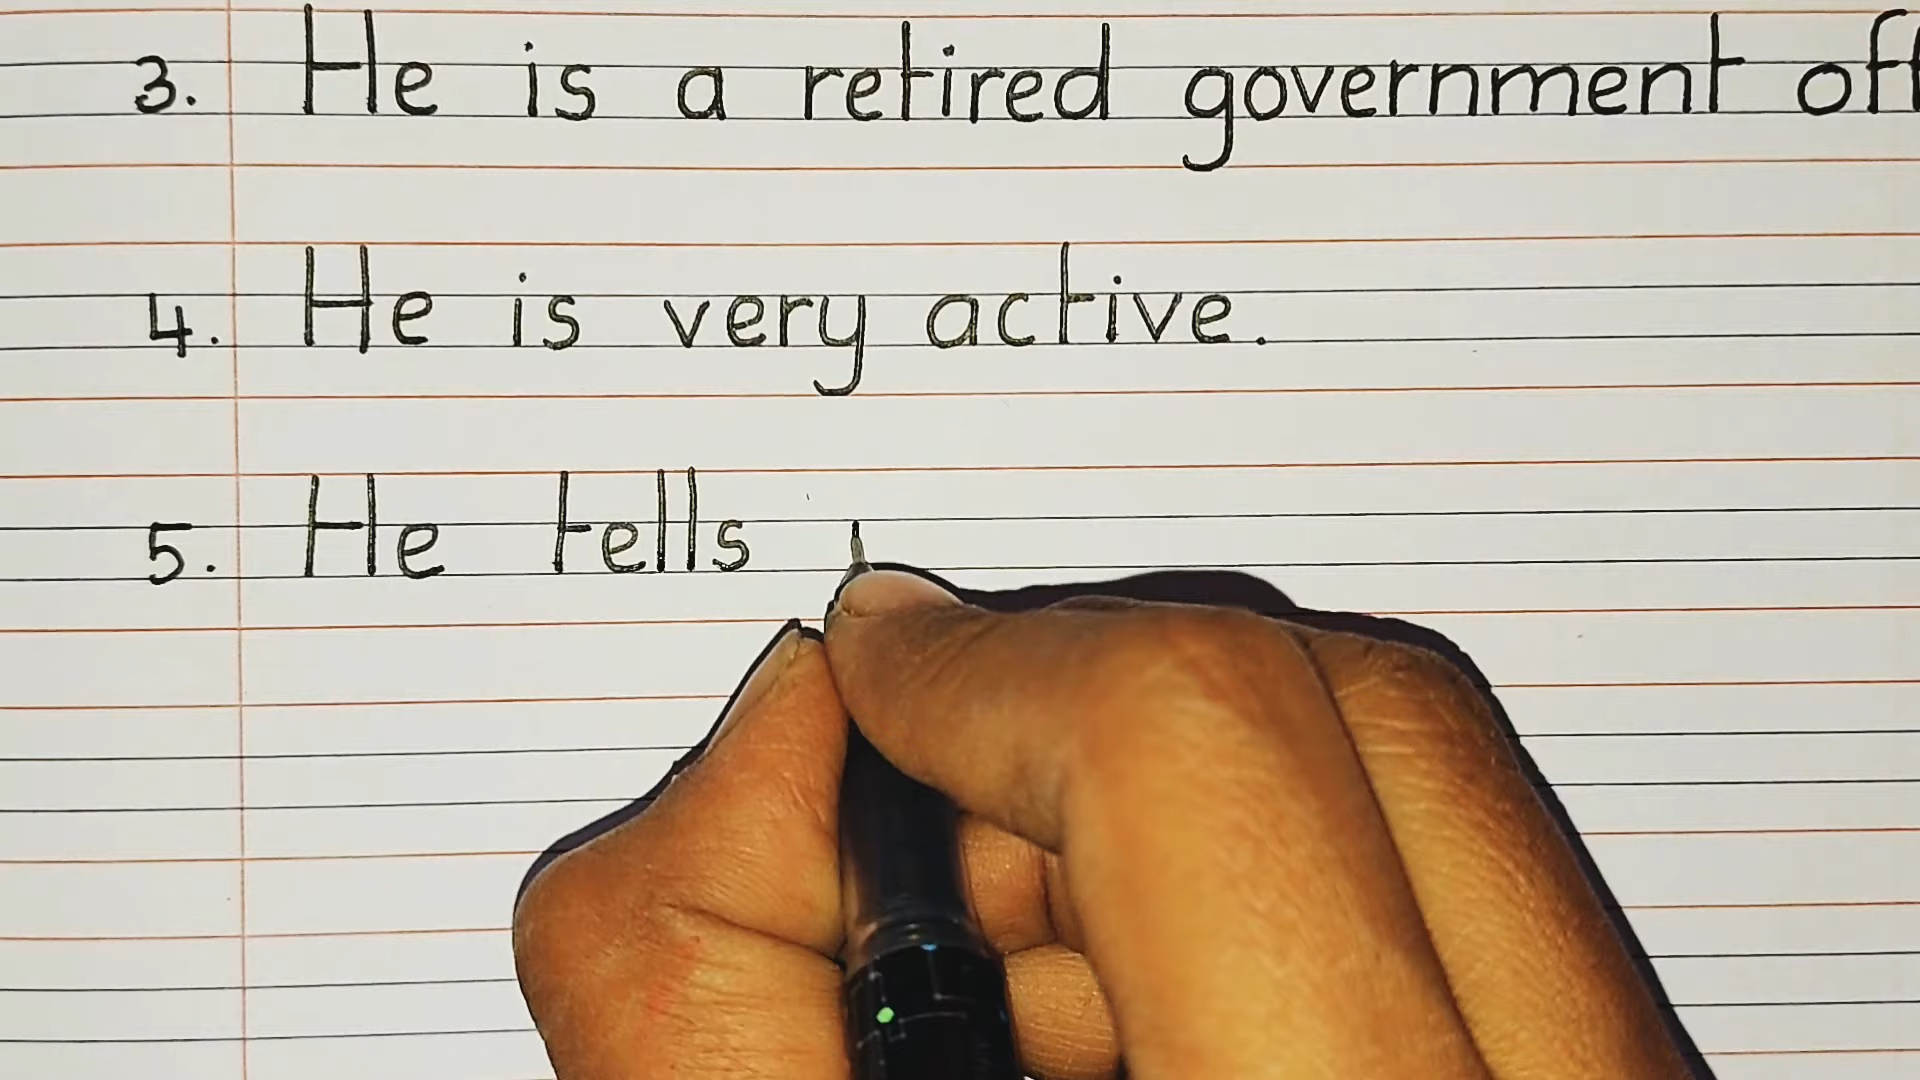 3. He is a retired government off
4. He is very active.
5. He tells